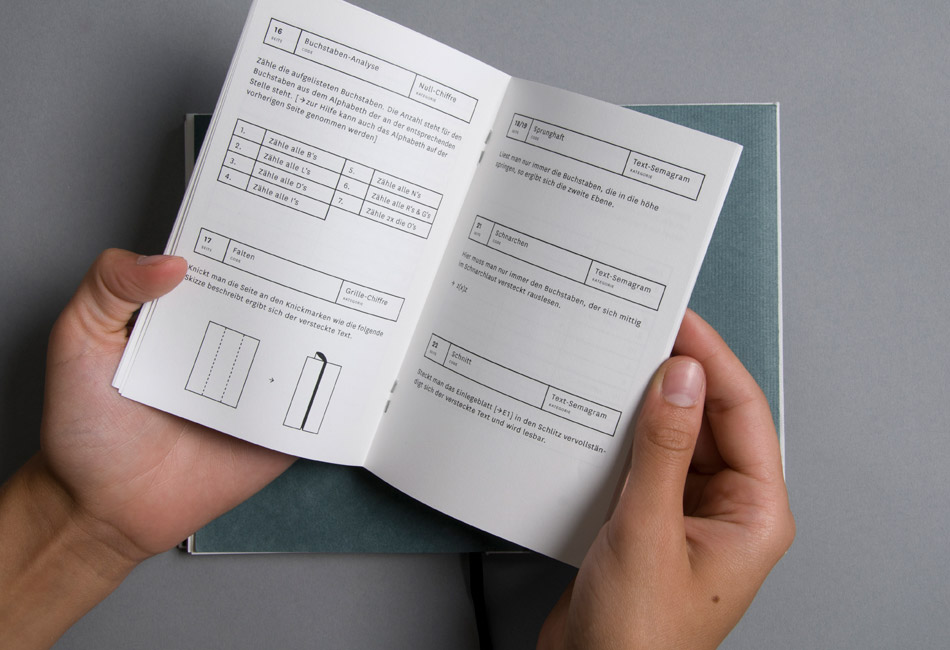 16
SEITE
Buchstaben-Analyse
CODE
Null-Chiffre
KATEGORIE
Zähle die aufgelisteten Buchstaben. Die Anzahl steht für den
Buchstaben aus dem Alphabeth der an der entsprechenden
Stelle steht. [→zur Hilfe kann auch das Alphabeth auf der
vorherigen Seite genommen werden]
1. Zähle alle B's
2. Zähle alle L's
3. Zähle alle D's
4. Zähle alle I's
5. Zähle alle N's
6. Zähle alle R's & G's
7. Zähle 2x die O's
17
SEITE
Falten
CODE
Grille-Chiffre
KATEGORIE
Knickt man die Seite an den Knickmarken wie die folgende
Skizze beschreibt ergibt sich der versteckte Text.
→
18/19
SEITE
Sprunghaft
CODE
Text-Semagram
KATEGORIE
Liest man nur immer die Buchstaben, die in die höhe
springen, so ergibt sich die zweite Ebene.
21
SEITE
Schnarchen
CODE
Text-Semagram
KATEGORIE
Hier muss man nur immer den Buchstaben, der sich mittig
im Schnarchlaut versteckt rauslesen.
Schnitt
CODE
Text-Semagram
KATEGORIE
Steckt man das Einlegeblatt [→E1] in den Schlitz vervollstän-
digt sich der versteckte Text und wird lesbar.